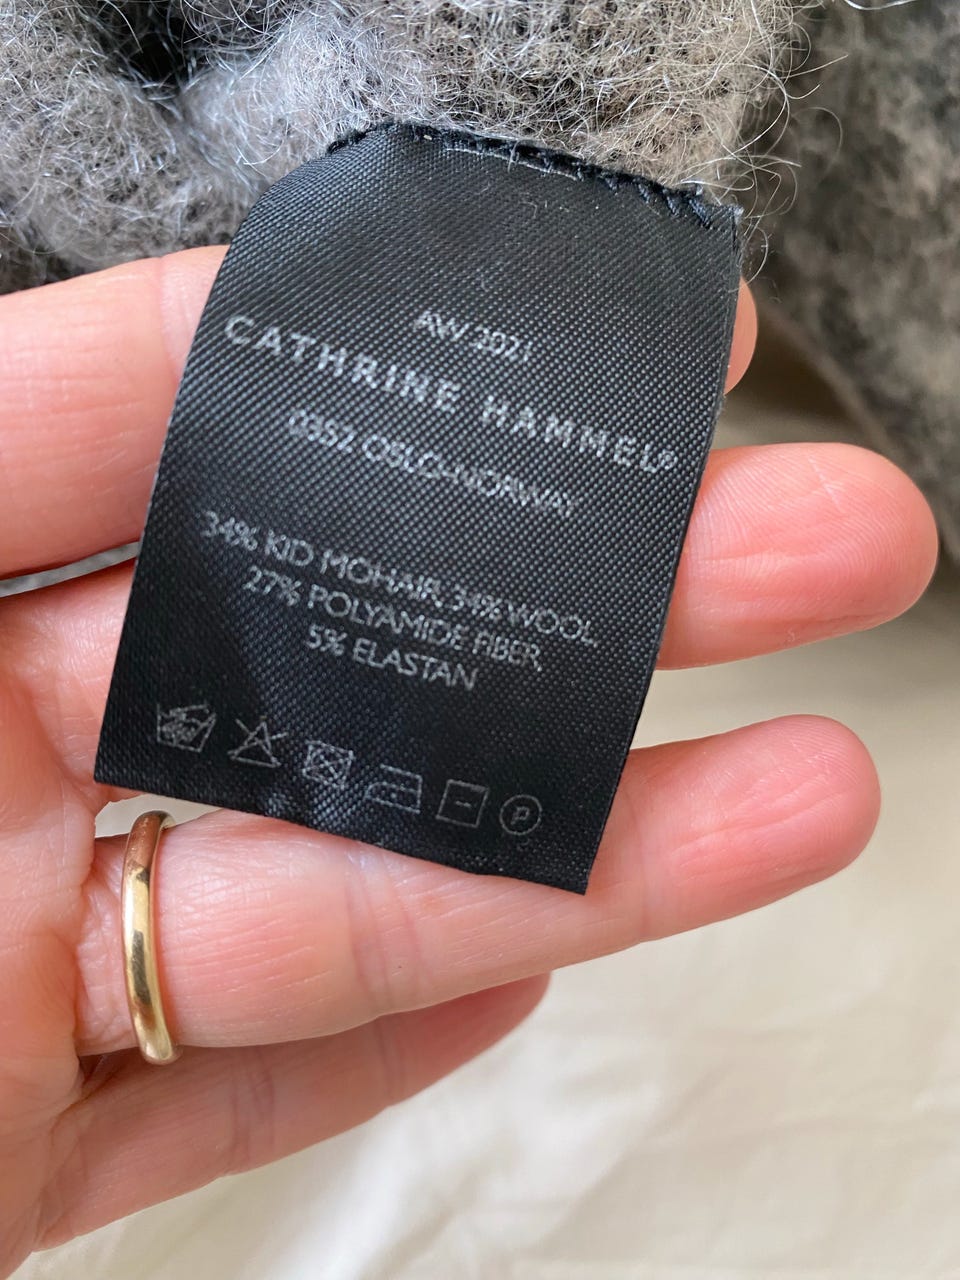 AW 2021
CATHRINE HAMMEL®
0352 OSLO-NORWAY
34% KID MOHAIR, 34% WOOL,
27% POLYAMIDE FIBER,
5% ELASTAN
P